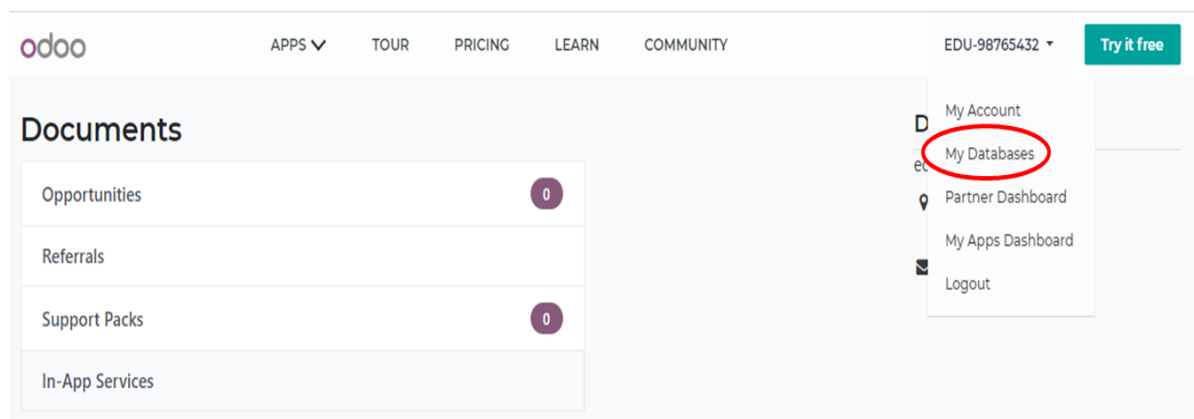 odoo APPS TOUR PRICING LEARN COMMUNITY EDU-98765432 Try it free
Documents
Opportunities 0
Referrals
Support Packs 0
In-App Services
D
My Account
My Databases
Partner Dashboard
My Apps Dashboard
Logout